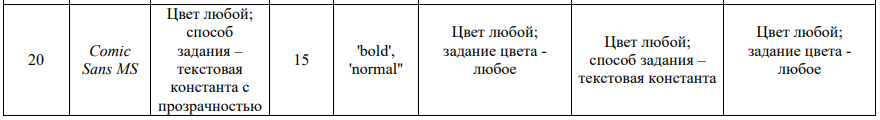 20
Comic
Sans MS
Цвет любой;
способ
задания –
текстовая
константа с
прозрачностью
15
'bold',
'normal"
Цвет любой;
задание цвета -
любое
Цвет любой;
способ задания –
текстовая константа
Цвет любой;
задание цвета -
любое